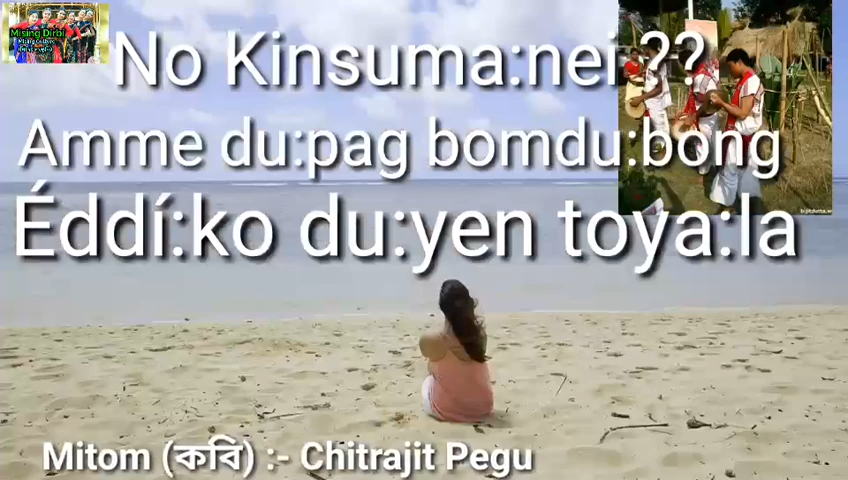 Mising Dirbi
No Kinsuma:nei ??
Amme du:pag bomdu:bong
Éddí:ko du:yen toya:la
Mitom (কবি) :- Chitrajit Pegu